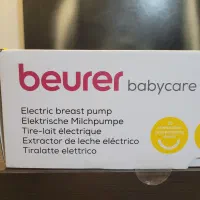 beurer babycare
Electric breast pump
Elektrische Milchpumpe
Tire-lait électrique
Extractor de leche eléctrico
Tiralatte elettrico